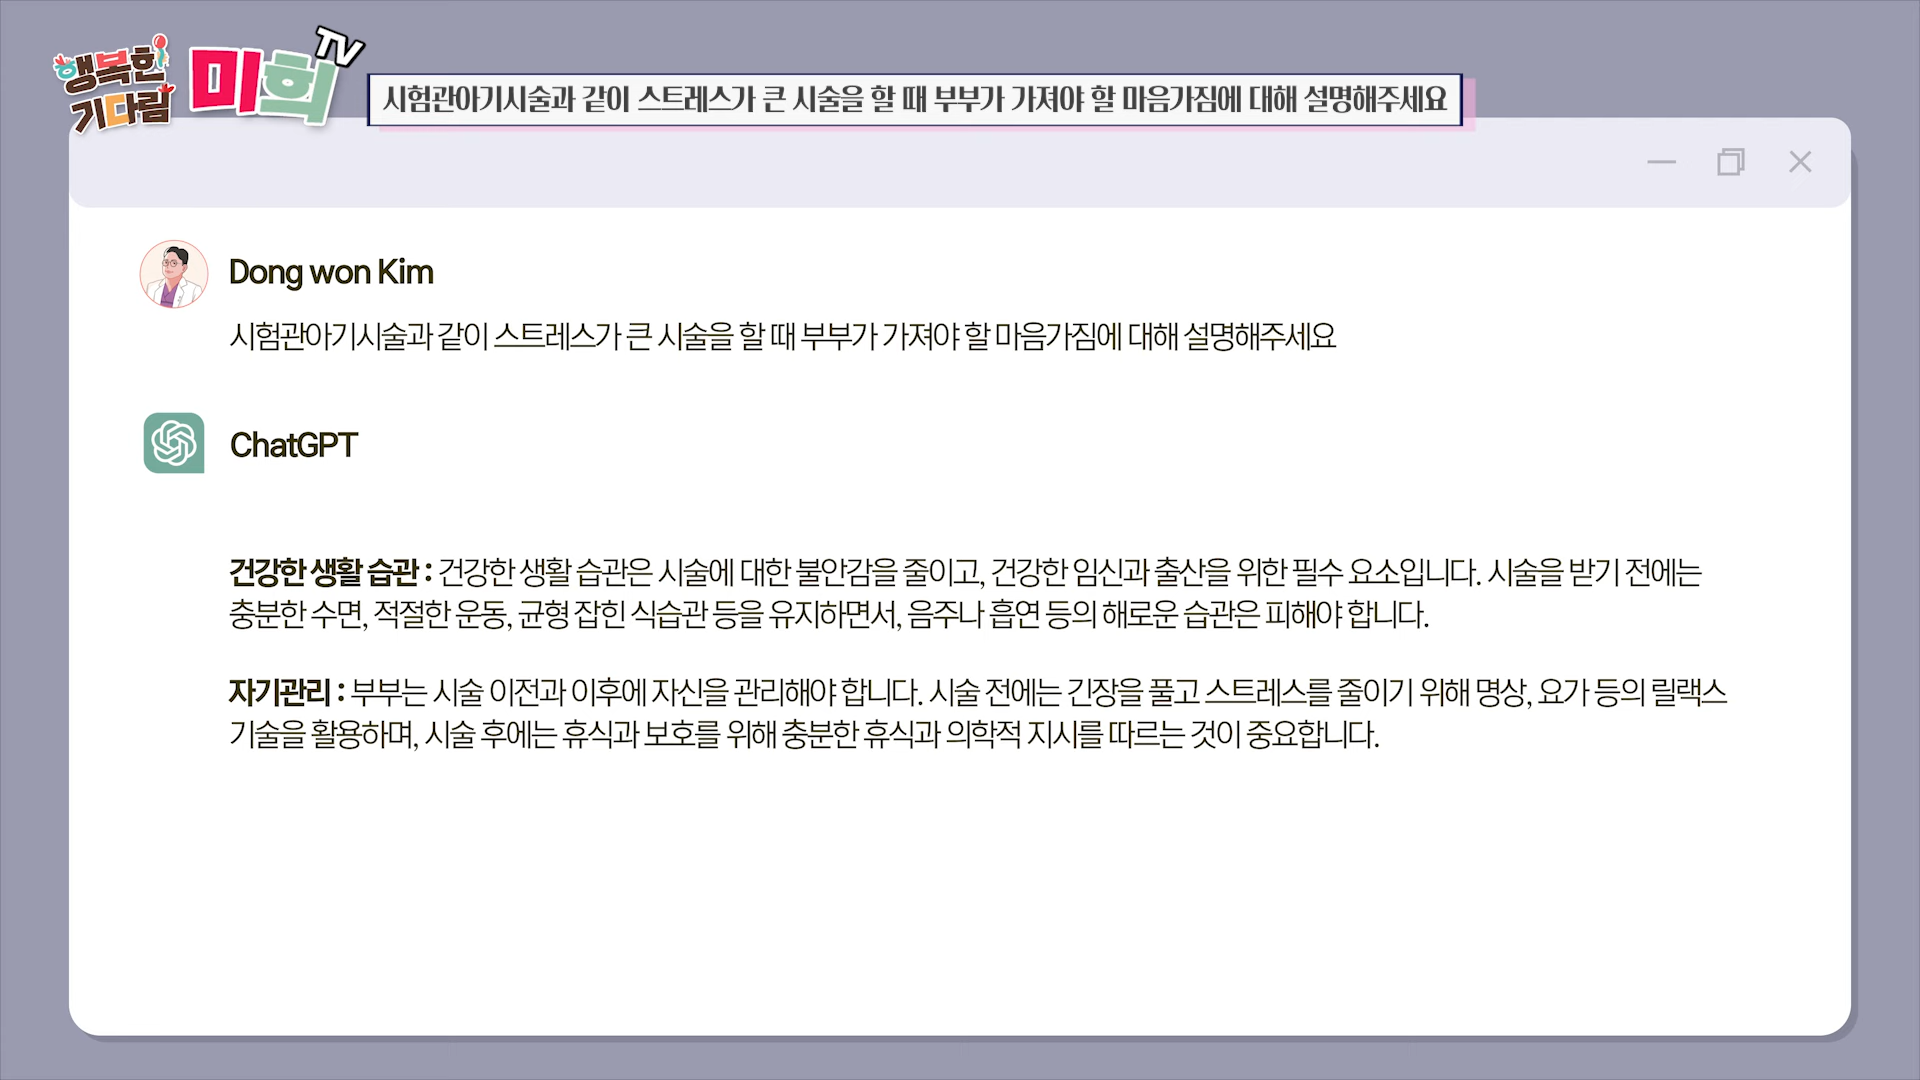 행복한
기다림
미희
TV
시험관아기시술과 같이 스트레스가 큰 시술을 할 때 부부가 가져야 할 마음가짐에 대해 설명해주세요
Dong won Kim
시험관아기시술과 같이 스트레스가 큰 시술을 할 때 부부가 가져야 할 마음가짐에 대해 설명해주세요
ChatGPT
건강한 생활 습관 : 건강한 생활 습관은 시술에 대한 불안감을 줄이고, 건강한 임신과 출산을 위한 필수 요소입니다. 시술을 받기 전에는
충분한 수면, 적절한 운동, 균형 잡힌 식습관 등을 유지하면서, 음주나 흡연 등의 해로운 습관은 피해야 합니다.
자기관리 : 부부는 시술 이전과 이후에 자신을 관리해야 합니다. 시술 전에는 긴장을 풀고 스트레스를 줄이기 위해 명상, 요가 등의 릴랙스
기술을 활용하며, 시술 후에는 휴식과 보호를 위해 충분한 휴식과 의학적 지시를 따르는 것이 중요합니다.